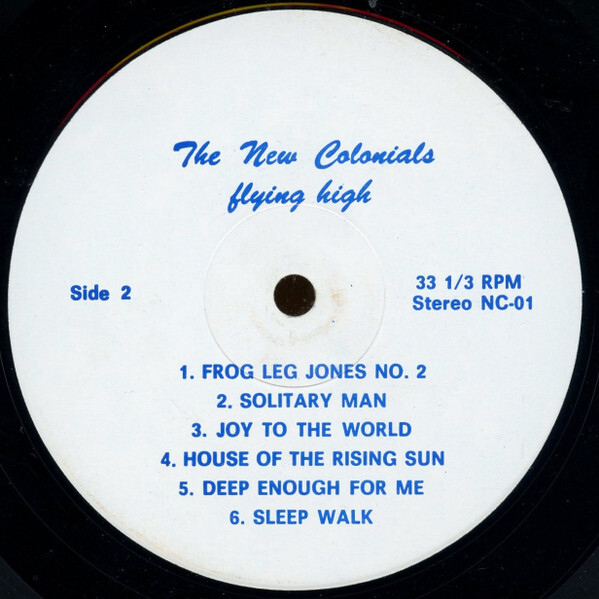 The New Colonials
flying high
Side 2
33 1/3 RPM
Stereo NC-01
1. FROG LEG JONES NO. 2
2. SOLITARY MAN
3. JOY TO THE WORLD
4. HOUSE OF THE RISING SUN
5. DEEP ENOUGH FOR ME
6. SLEEP WALK